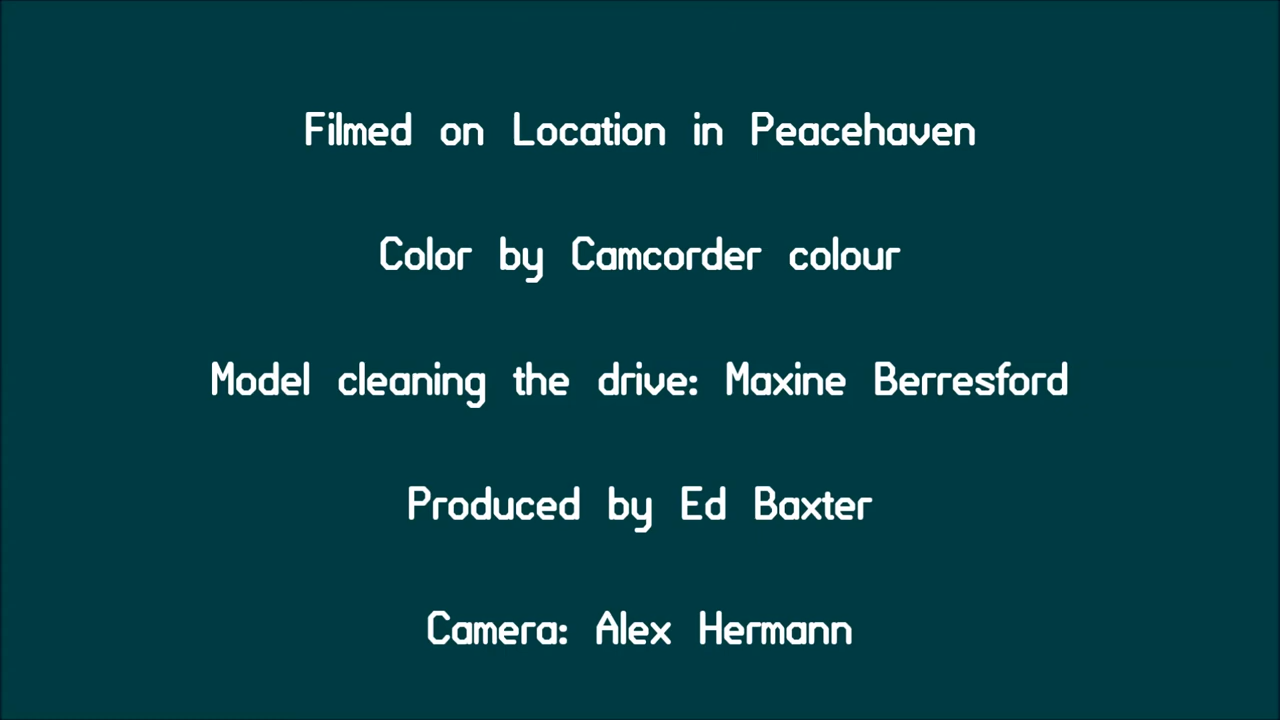 Filmed on Location in Peacehaven
Color by Camcorder colour
Model cleaning the drive: Maxine Berresford
Produced by Ed Baxter
Camera: Alex Hermann